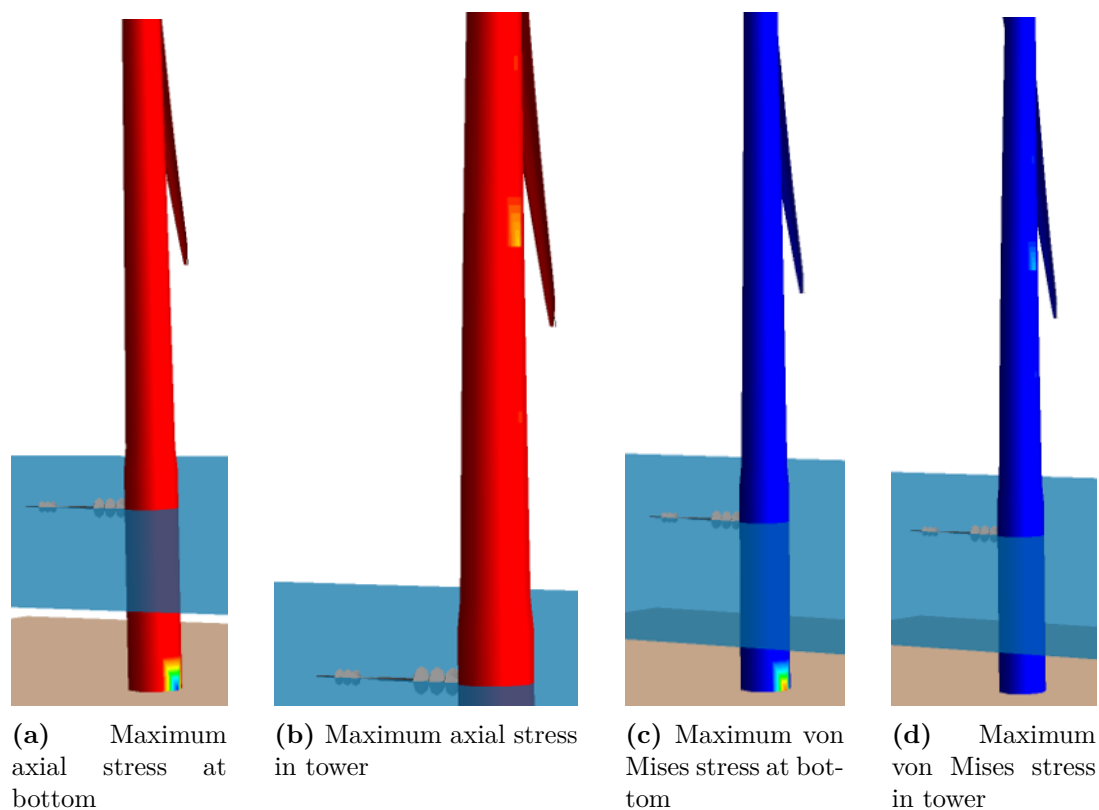 (a) Maximum
axial stress at
bottom
(b) Maximum axial stress
in tower
(c) Maximum von
Mises stress at bot-
tom
(d) Maximum
von Mises stress
in tower